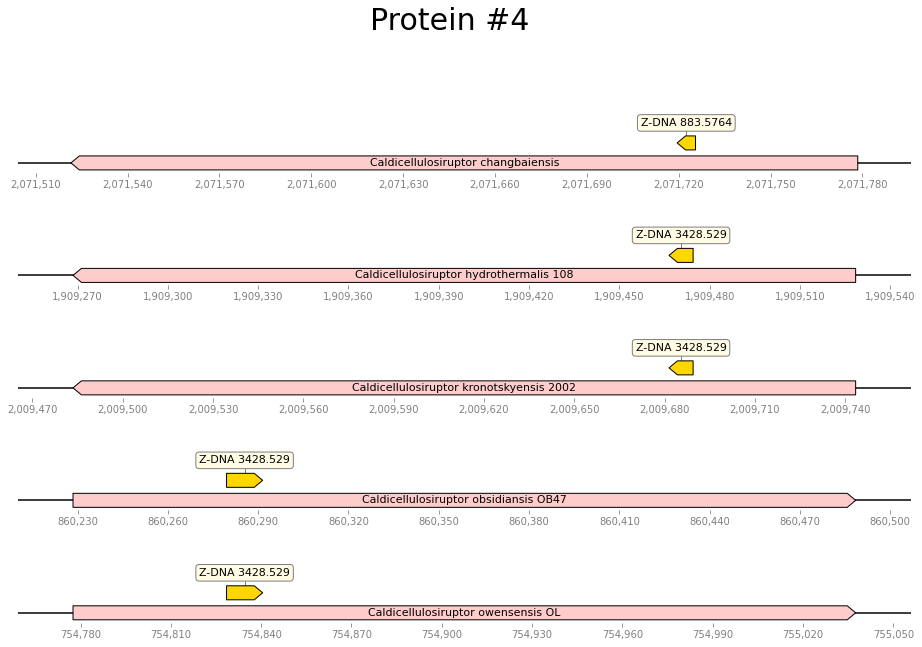 Protein #4
Z-DNA 883.5764
Caldicellulosiruptor changbaiensis
2,071,510 2,071,540 2,071,570 2,071,600 2,071,630 2,071,660 2,071,690 2,071,720 2,071,750 2,071,780
Z-DNA 3428.529
Caldicellulosiruptor hydrothermalis 108
1,909,270 1,909,300 1,909,330 1,909,360 1,909,390 1,909,420 1,909,450 1,909,480 1,909,510 1,909,540
Z-DNA 3428.529
Caldicellulosiruptor kronotskyensis 2002
2,009,470 2,009,500 2,009,530 2,009,560 2,009,590 2,009,620 2,009,650 2,009,680 2,009,710 2,009,740
Z-DNA 3428.529
Caldicellulosiruptor obsidiansis OB47
860,230 860,260 860,290 860,320 860,350 860,380 860,410 860,440 860,470 860,500
Z-DNA 3428.529
Caldicellulosiruptor owensensis OL
754,780 754,810 754,840 754,870 754,900 754,930 754,960 754,990 755,020 755,050